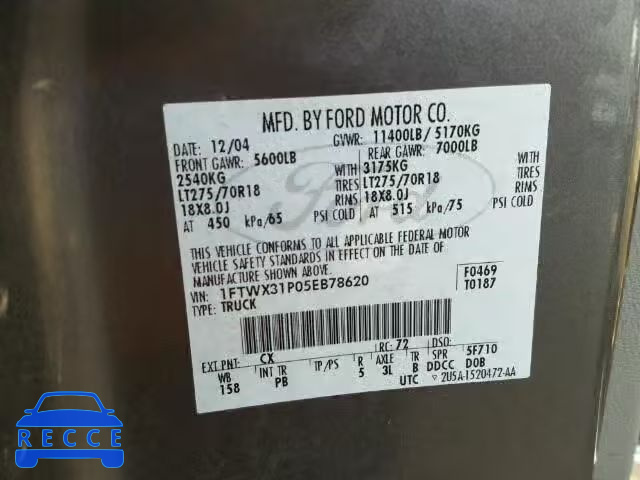 MFD. BY FORD MOTOR CO.
DATE: 12/04 GVWR: 11400LB/ 5170KG
FRONT GAWR: 5600LB REAR GAWR: 7000LB
2540KG WITH 3175KG WITH
LT275/70R18 TIRES LT275/70R18 TIRES
18X8.0J RIMS 18X8.0J RIMS
AT 450 kPa/65 PSI COLD AT 515 kPa/75 PSI COLD
THIS VEHICLE CONFORMS TO ALL APPLICABLE FEDERAL MOTOR
VEHICLE SAFETY STANDARDS IN EFFECT ON THE DATE OF
MANUFACTURE SHOWN ABOVE.
VIN: 1FTWX31P05EB78620 F0469
TYPE: TRUCK T0187
EXT PNT: CX RC: 72 DSO:
WB INT TR TP/PS R AXLE TR SPR 5F710
158 PB 5 3L B DDCC DOB
UTC 2U5A-1520472-AA
Ford
RECCE .COM